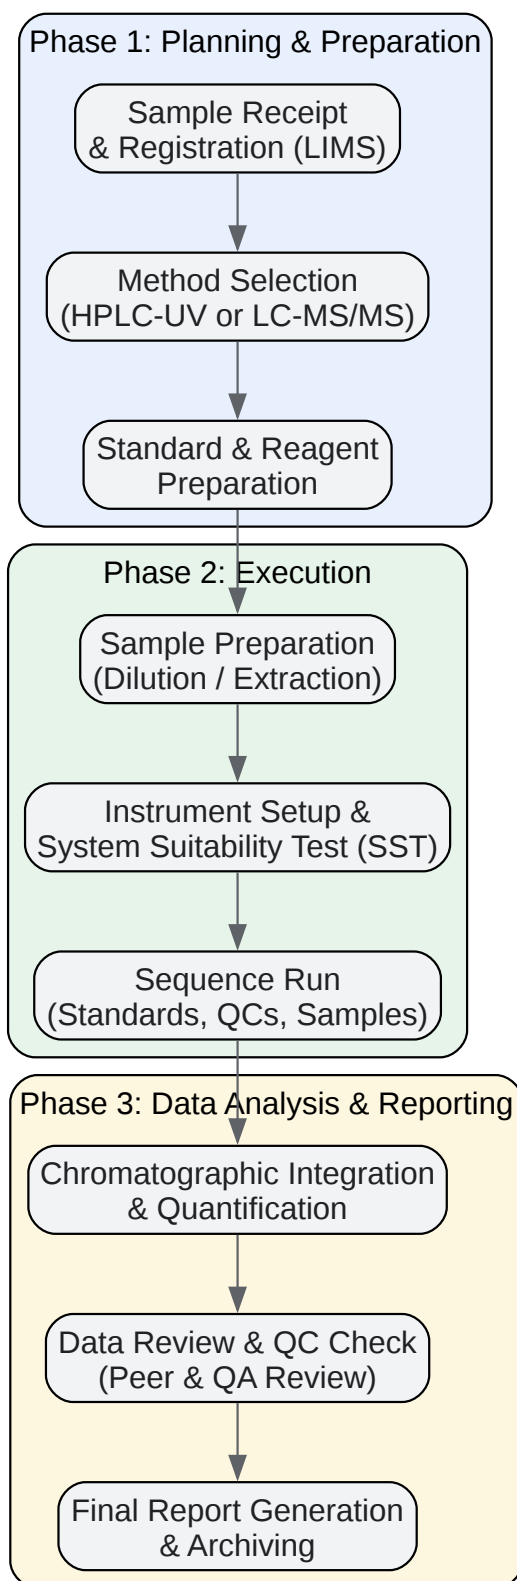 Phase 1: Planning & Preparation
Sample Receipt
& Registration (LIMS)
Method Selection
(HPLC-UV or LC-MS/MS)
Standard & Reagent
Preparation
Phase 2: Execution
Sample Preparation
(Dilution / Extraction)
Instrument Setup &
System Suitability Test (SST)
Sequence Run
(Standards, QCs, Samples)
Phase 3: Data Analysis & Reporting
Chromatographic Integration
& Quantification
Data Review & QC Check
(Peer & QA Review)
Final Report Generation
& Archiving